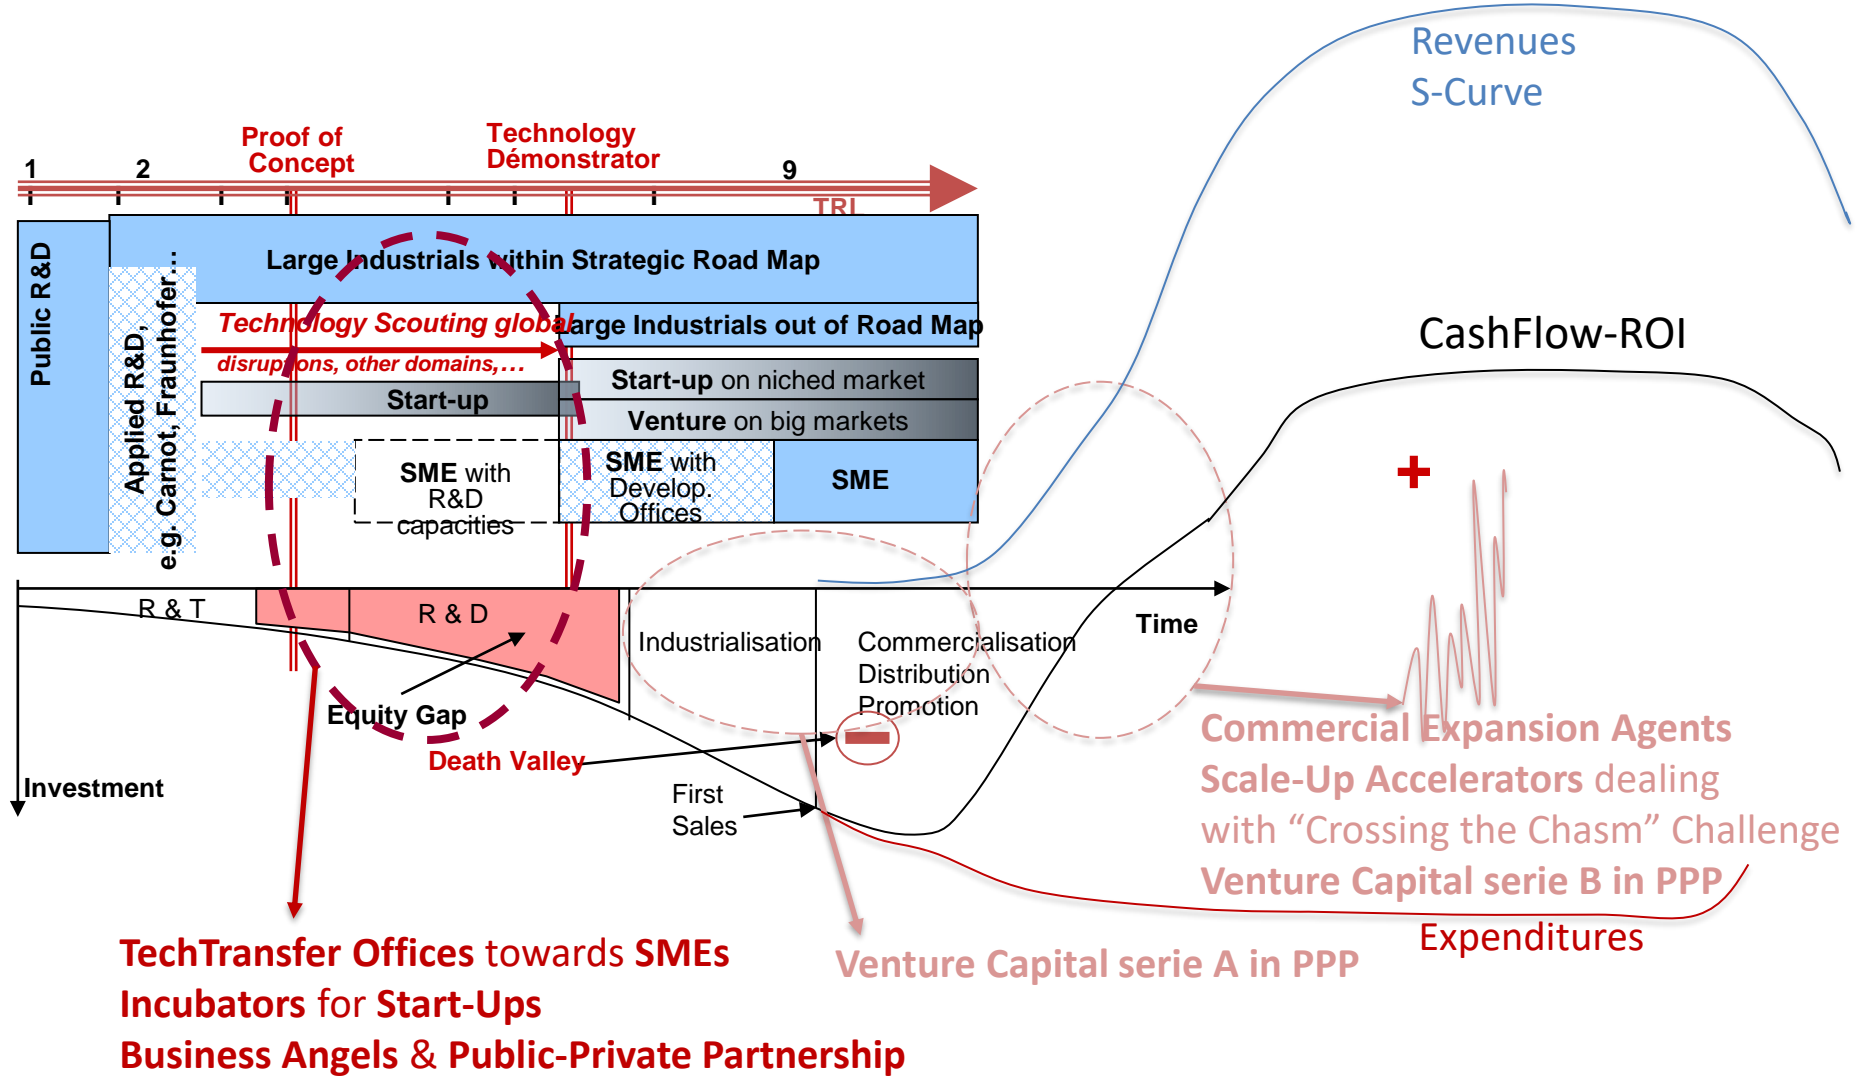 Revenues
S-Curve
Proof of
Concept
Technology
Démonstrator
1
2
9
TRL
Public R&D
Applied R&D,
e.g. Carnot, Fraunhofer…
Large Industrials within Strategic Road Map
Technology Scouting global
disruptions, other domains,…
Large Industrials out of Road Map
Start-up
Start-up on niched market
Venture on big markets
SME with
R&D
capacities
SME with
Develop.
Offices
SME
CashFlow-ROI
+
R & T
R & D
Industrialisation
Commercialisation
Distribution
Promotion
Time
Equity Gap
Death Valley
Investment
First
Sales
Commercial Expansion Agents
Scale-Up Accelerators dealing
with “Crossing the Chasm” Challenge
Venture Capital serie B in PPP
Expenditures
Venture Capital serie A in PPP
TechTransfer Offices towards SMEs
Incubators for Start-Ups
Business Angels & Public-Private Partnership